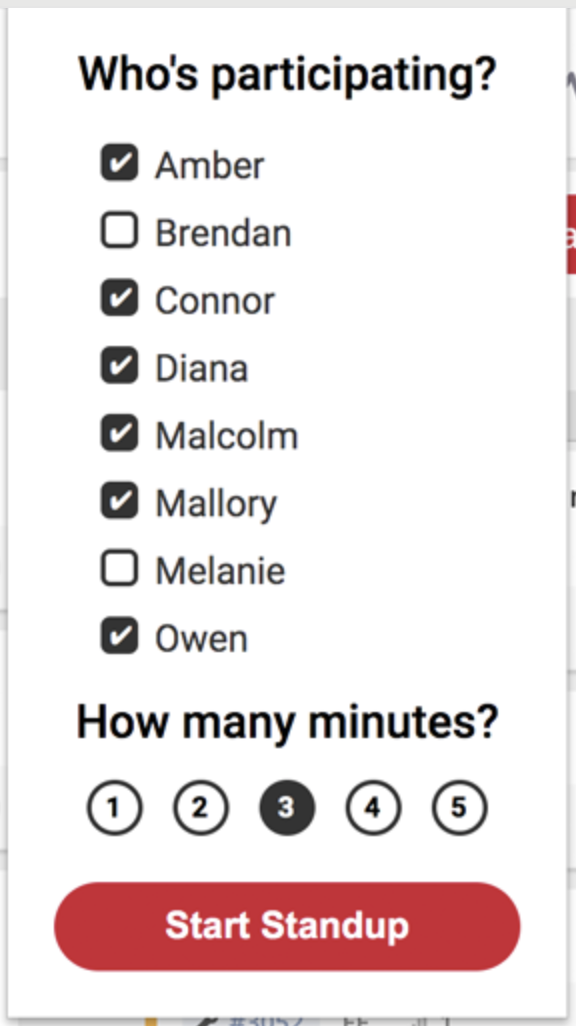 Who's participating?
Amber
Brendan
Connor
Diana
Malcolm
Mallory
Melanie
Owen
How many minutes?
1 2 3 4 5
Start Standup